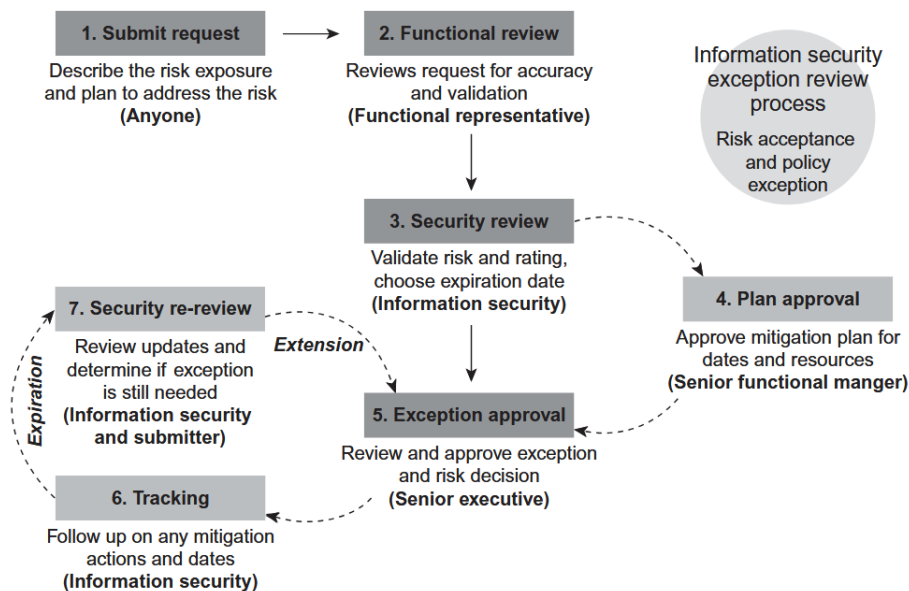 1. Submit request
Describe the risk exposure
and plan to address the risk
(Anyone)
2. Functional review
Reviews request for accuracy
and validation
(Functional representative)
Information security
exception review
process
Risk acceptance
and policy
exception
3. Security review
Validate risk and rating,
choose expiration date
(Information security)
4. Plan approval
Approve mitigation plan for
dates and resources
(Senior functional manger)
5. Exception approval
Review and approve exception
and risk decision
(Senior executive)
6. Tracking
Follow up on any mitigation
actions and dates
(Information security)
Expiration
7. Security re-review
Review updates and
determine if exception
is still needed
(Information security
and submitter)
Extension